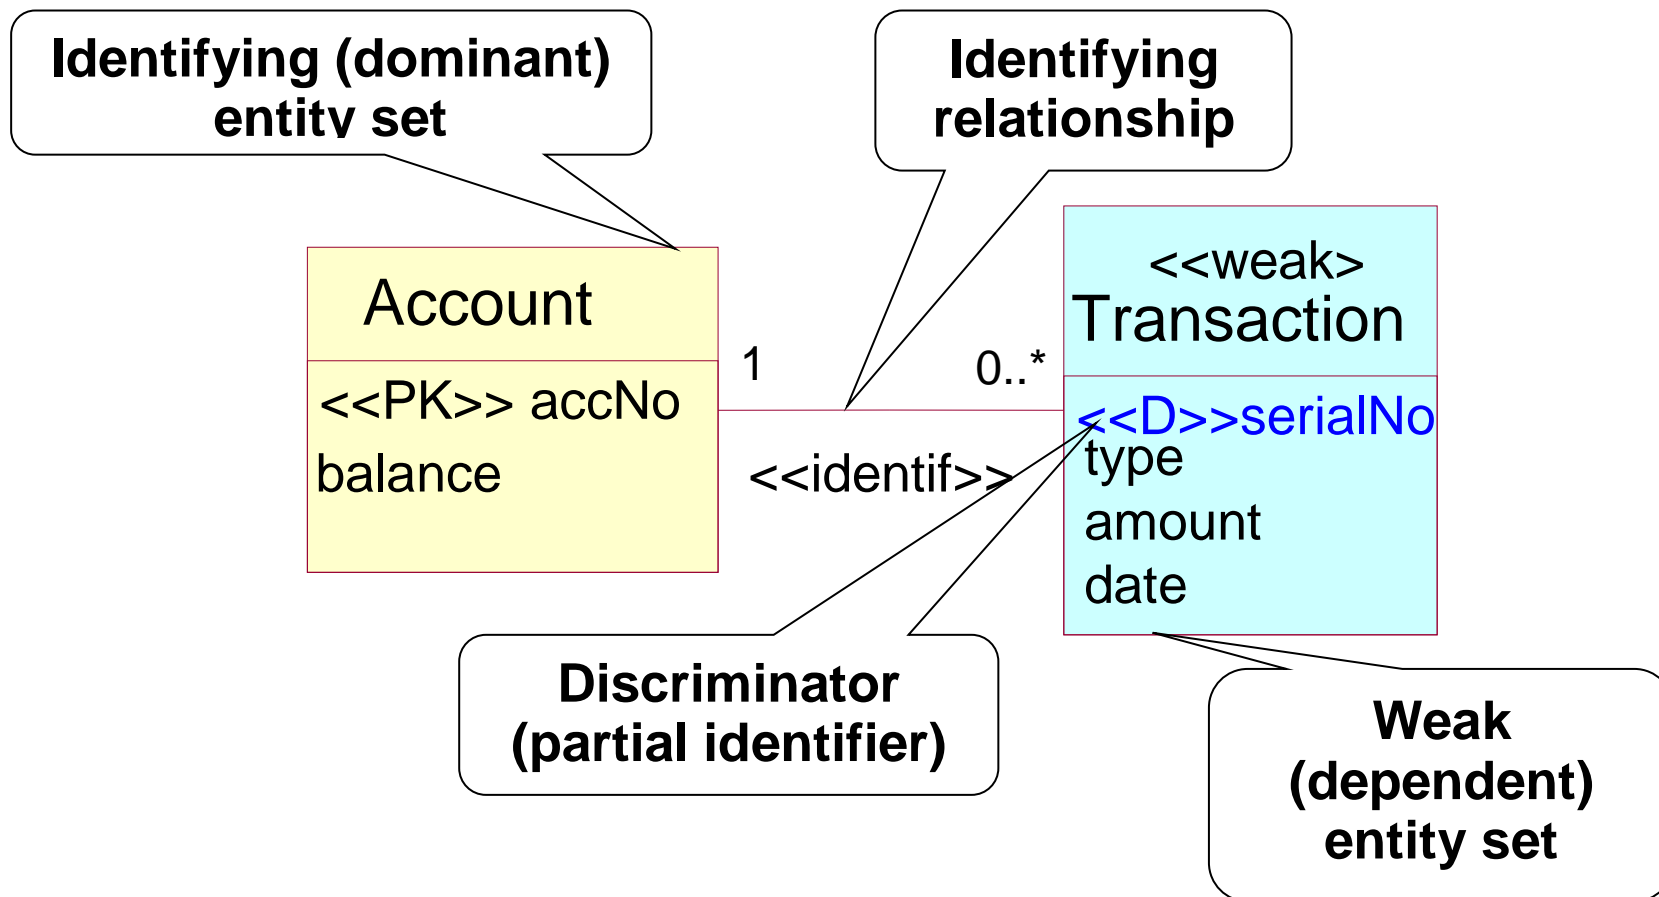 Identifying (dominant)
entity set
Identifying
relationship
Account
<<PK>> accNo
balance
1
0..*
<<identif>>
<<weak>
Transaction
<<D>>serialNo
type
amount
date
Discriminator
(partial identifier)
Weak
(dependent)
entity set